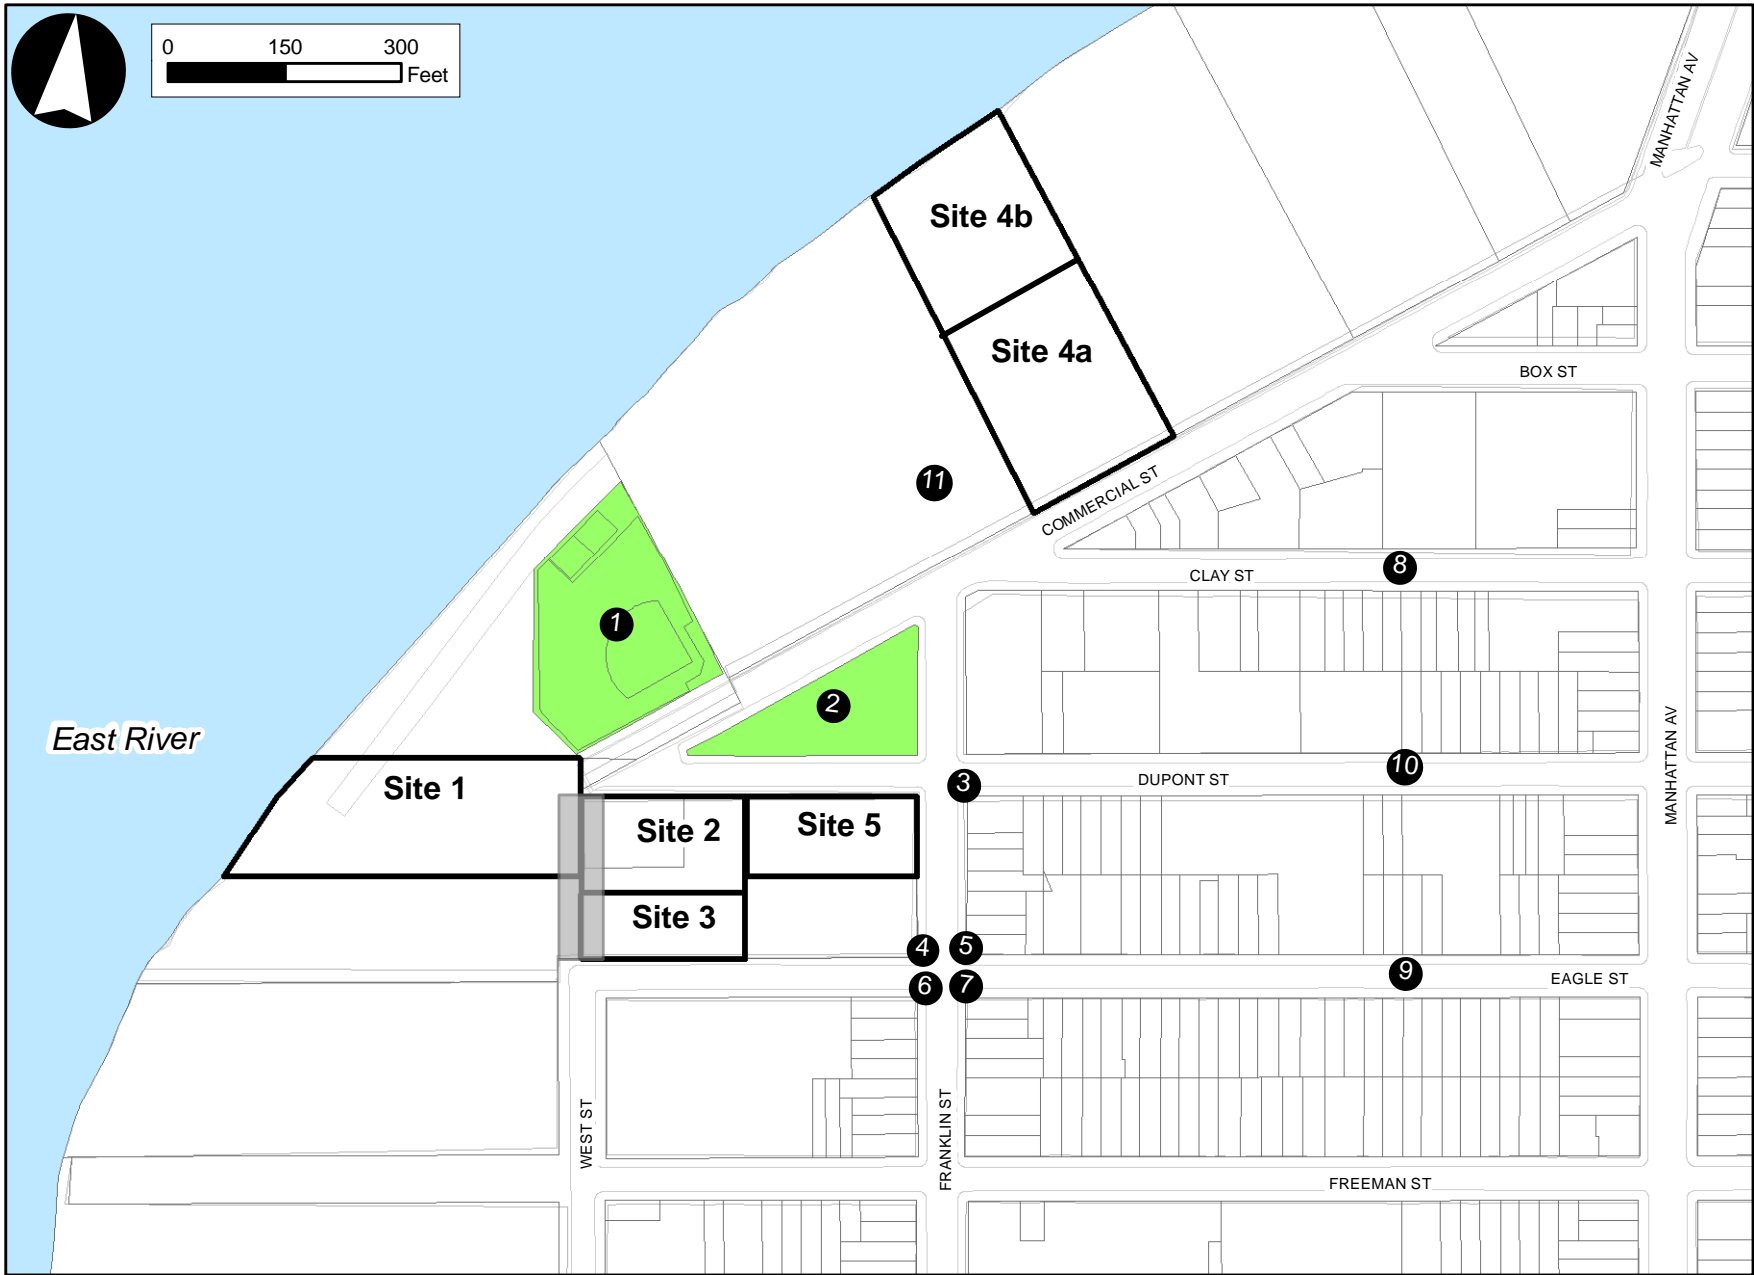 0 150 300
Feet
MANHATTAN AV
Site 4b
Site 4a
BOX ST
11
COMMERCIAL ST
8
CLAY ST
1
2
East River
10
3
DUPONT ST
MANHATTAN AV
Site 1
Site 2
Site 5
Site 3
4
5
9
6
7
EAGLE ST
WEST ST
FRANKLIN ST
FREEMAN ST